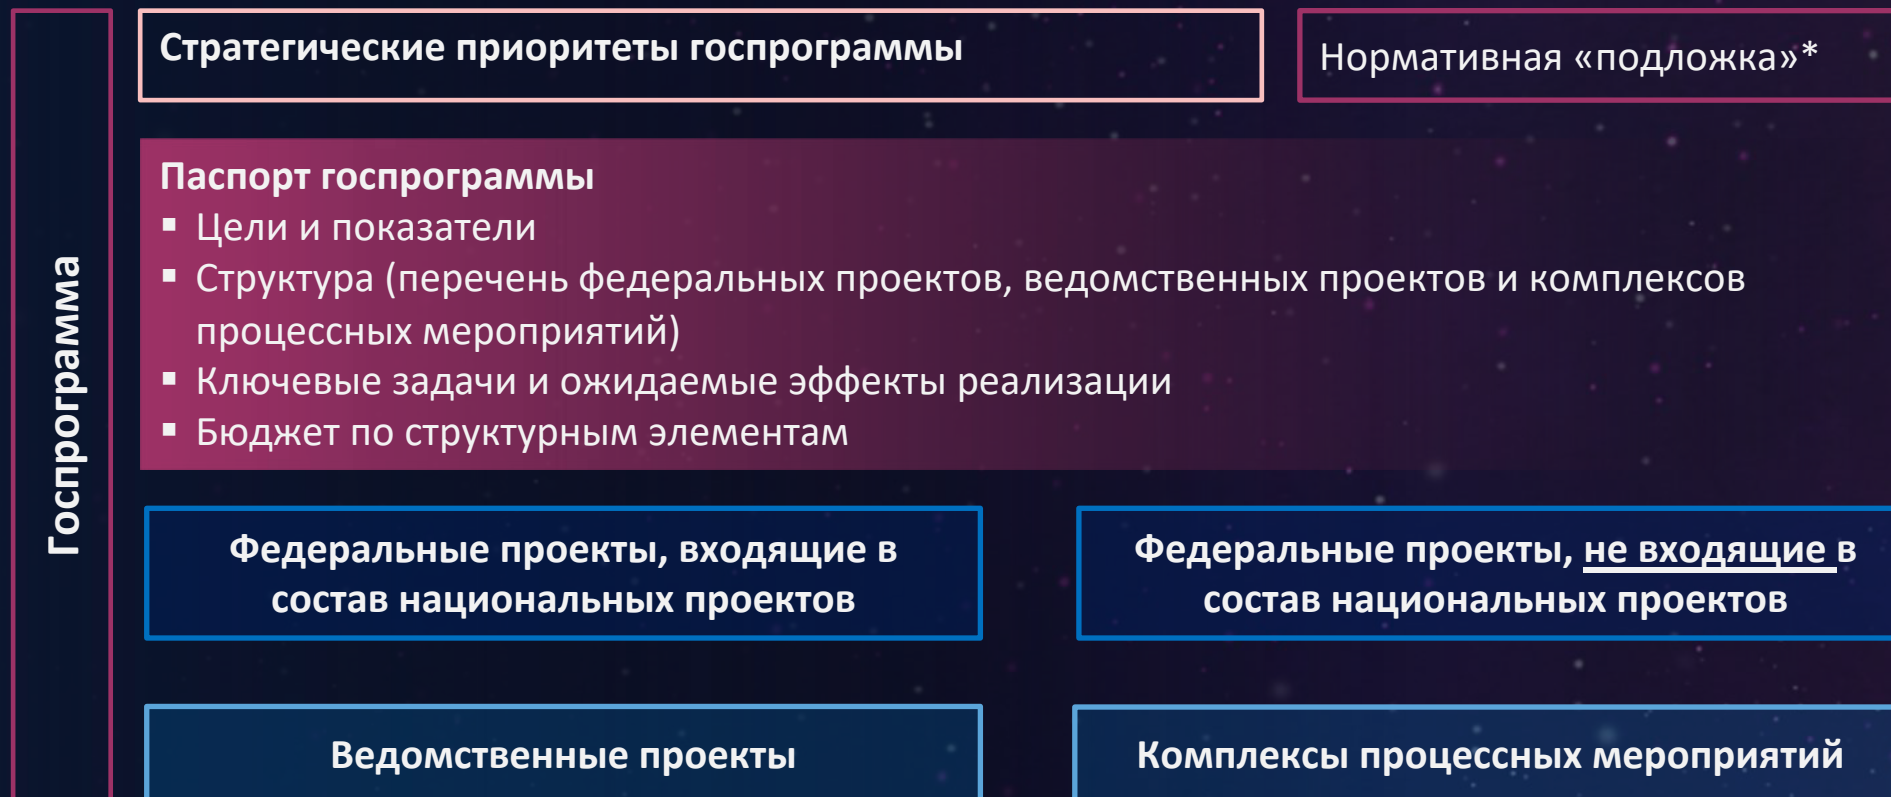 Госпрограмма
Стратегические приоритеты госпрограммы
Нормативная «подложка»*
Паспорт госпрограммы
▪ Цели и показатели
▪ Структура (перечень федеральных проектов, ведомственных проектов и комплексов
процессных мероприятий)
▪ Ключевые задачи и ожидаемые эффекты реализации
▪ Бюджет по структурным элементам
Федеральные проекты, входящие в
состав национальных проектов
Федеральные проекты, не входящие в
состав национальных проектов
Ведомственные проекты
Комплексы процессных мероприятий